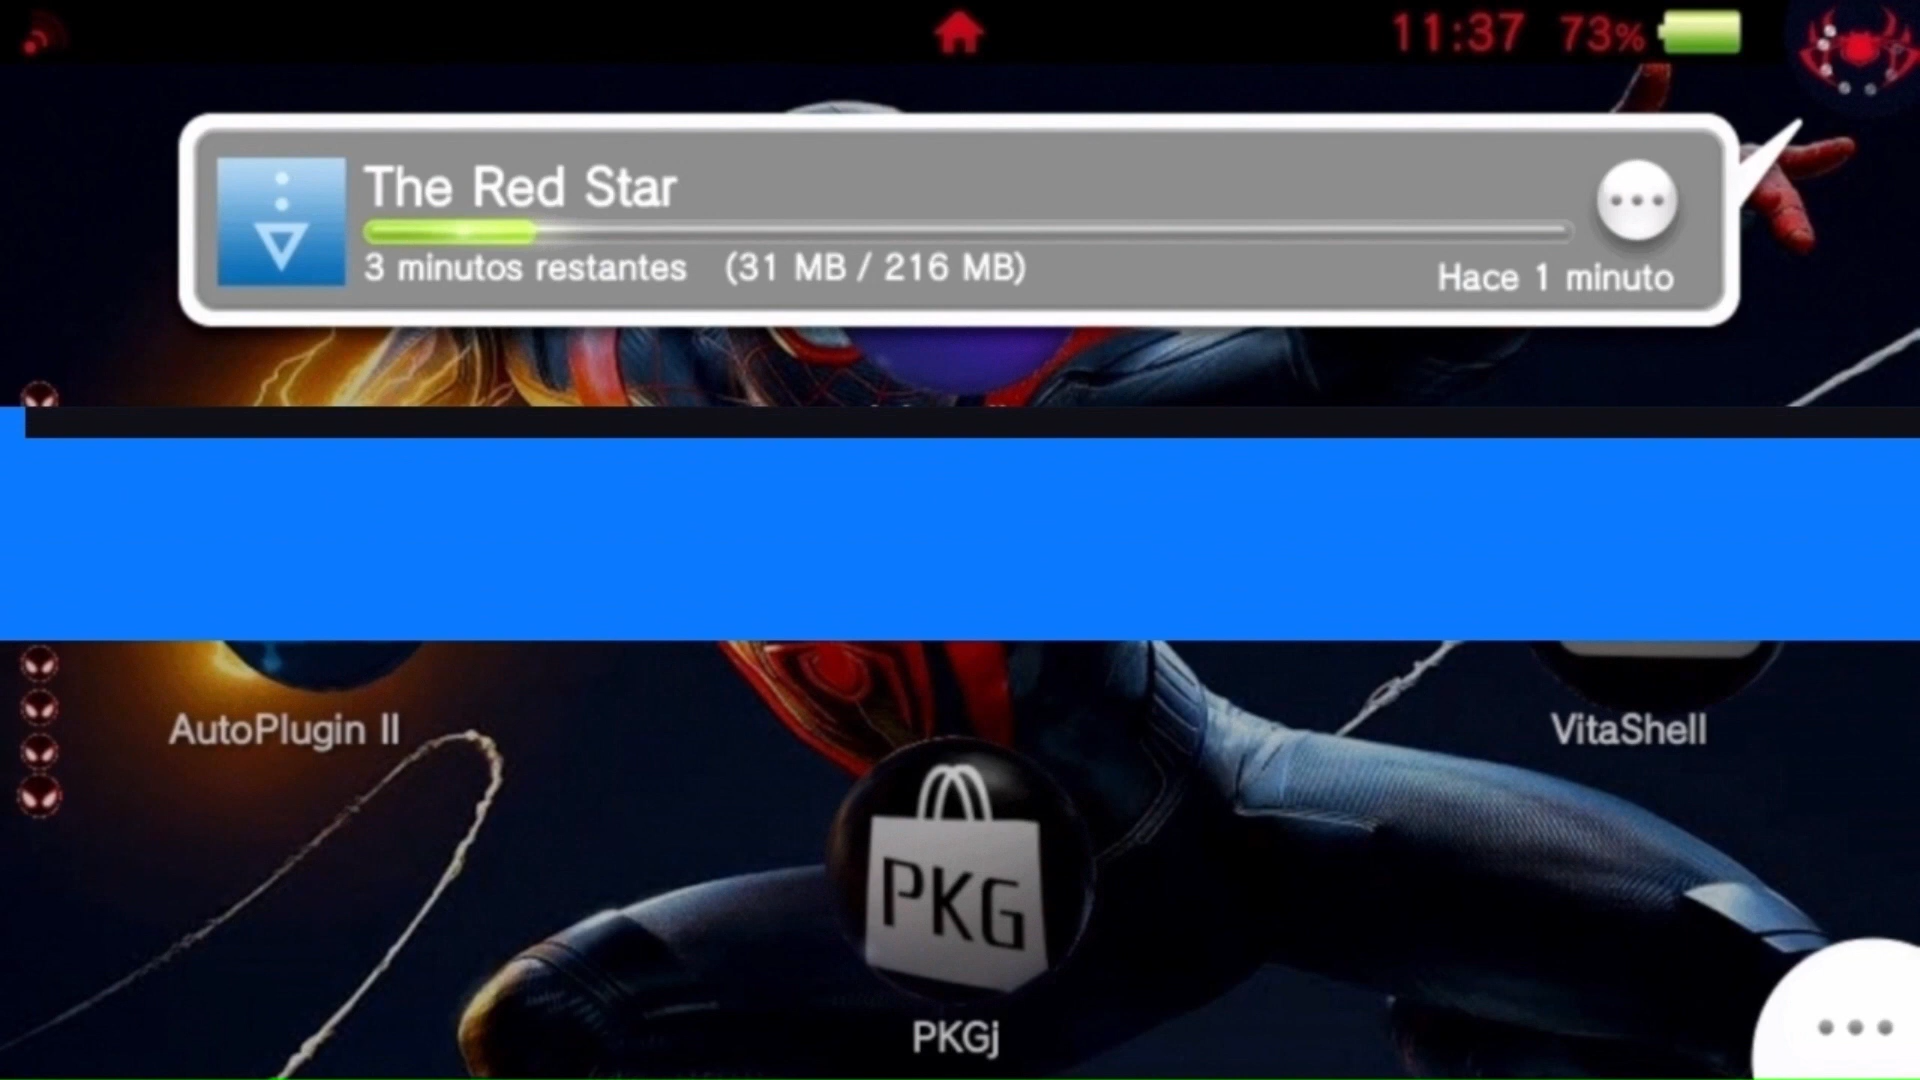 11:37 73%
The Red Star
3 minutos restantes (31 MB / 216 MB)
Hace 1 minuto
AutoPlugin II
VitaShell
PKG
PKGj